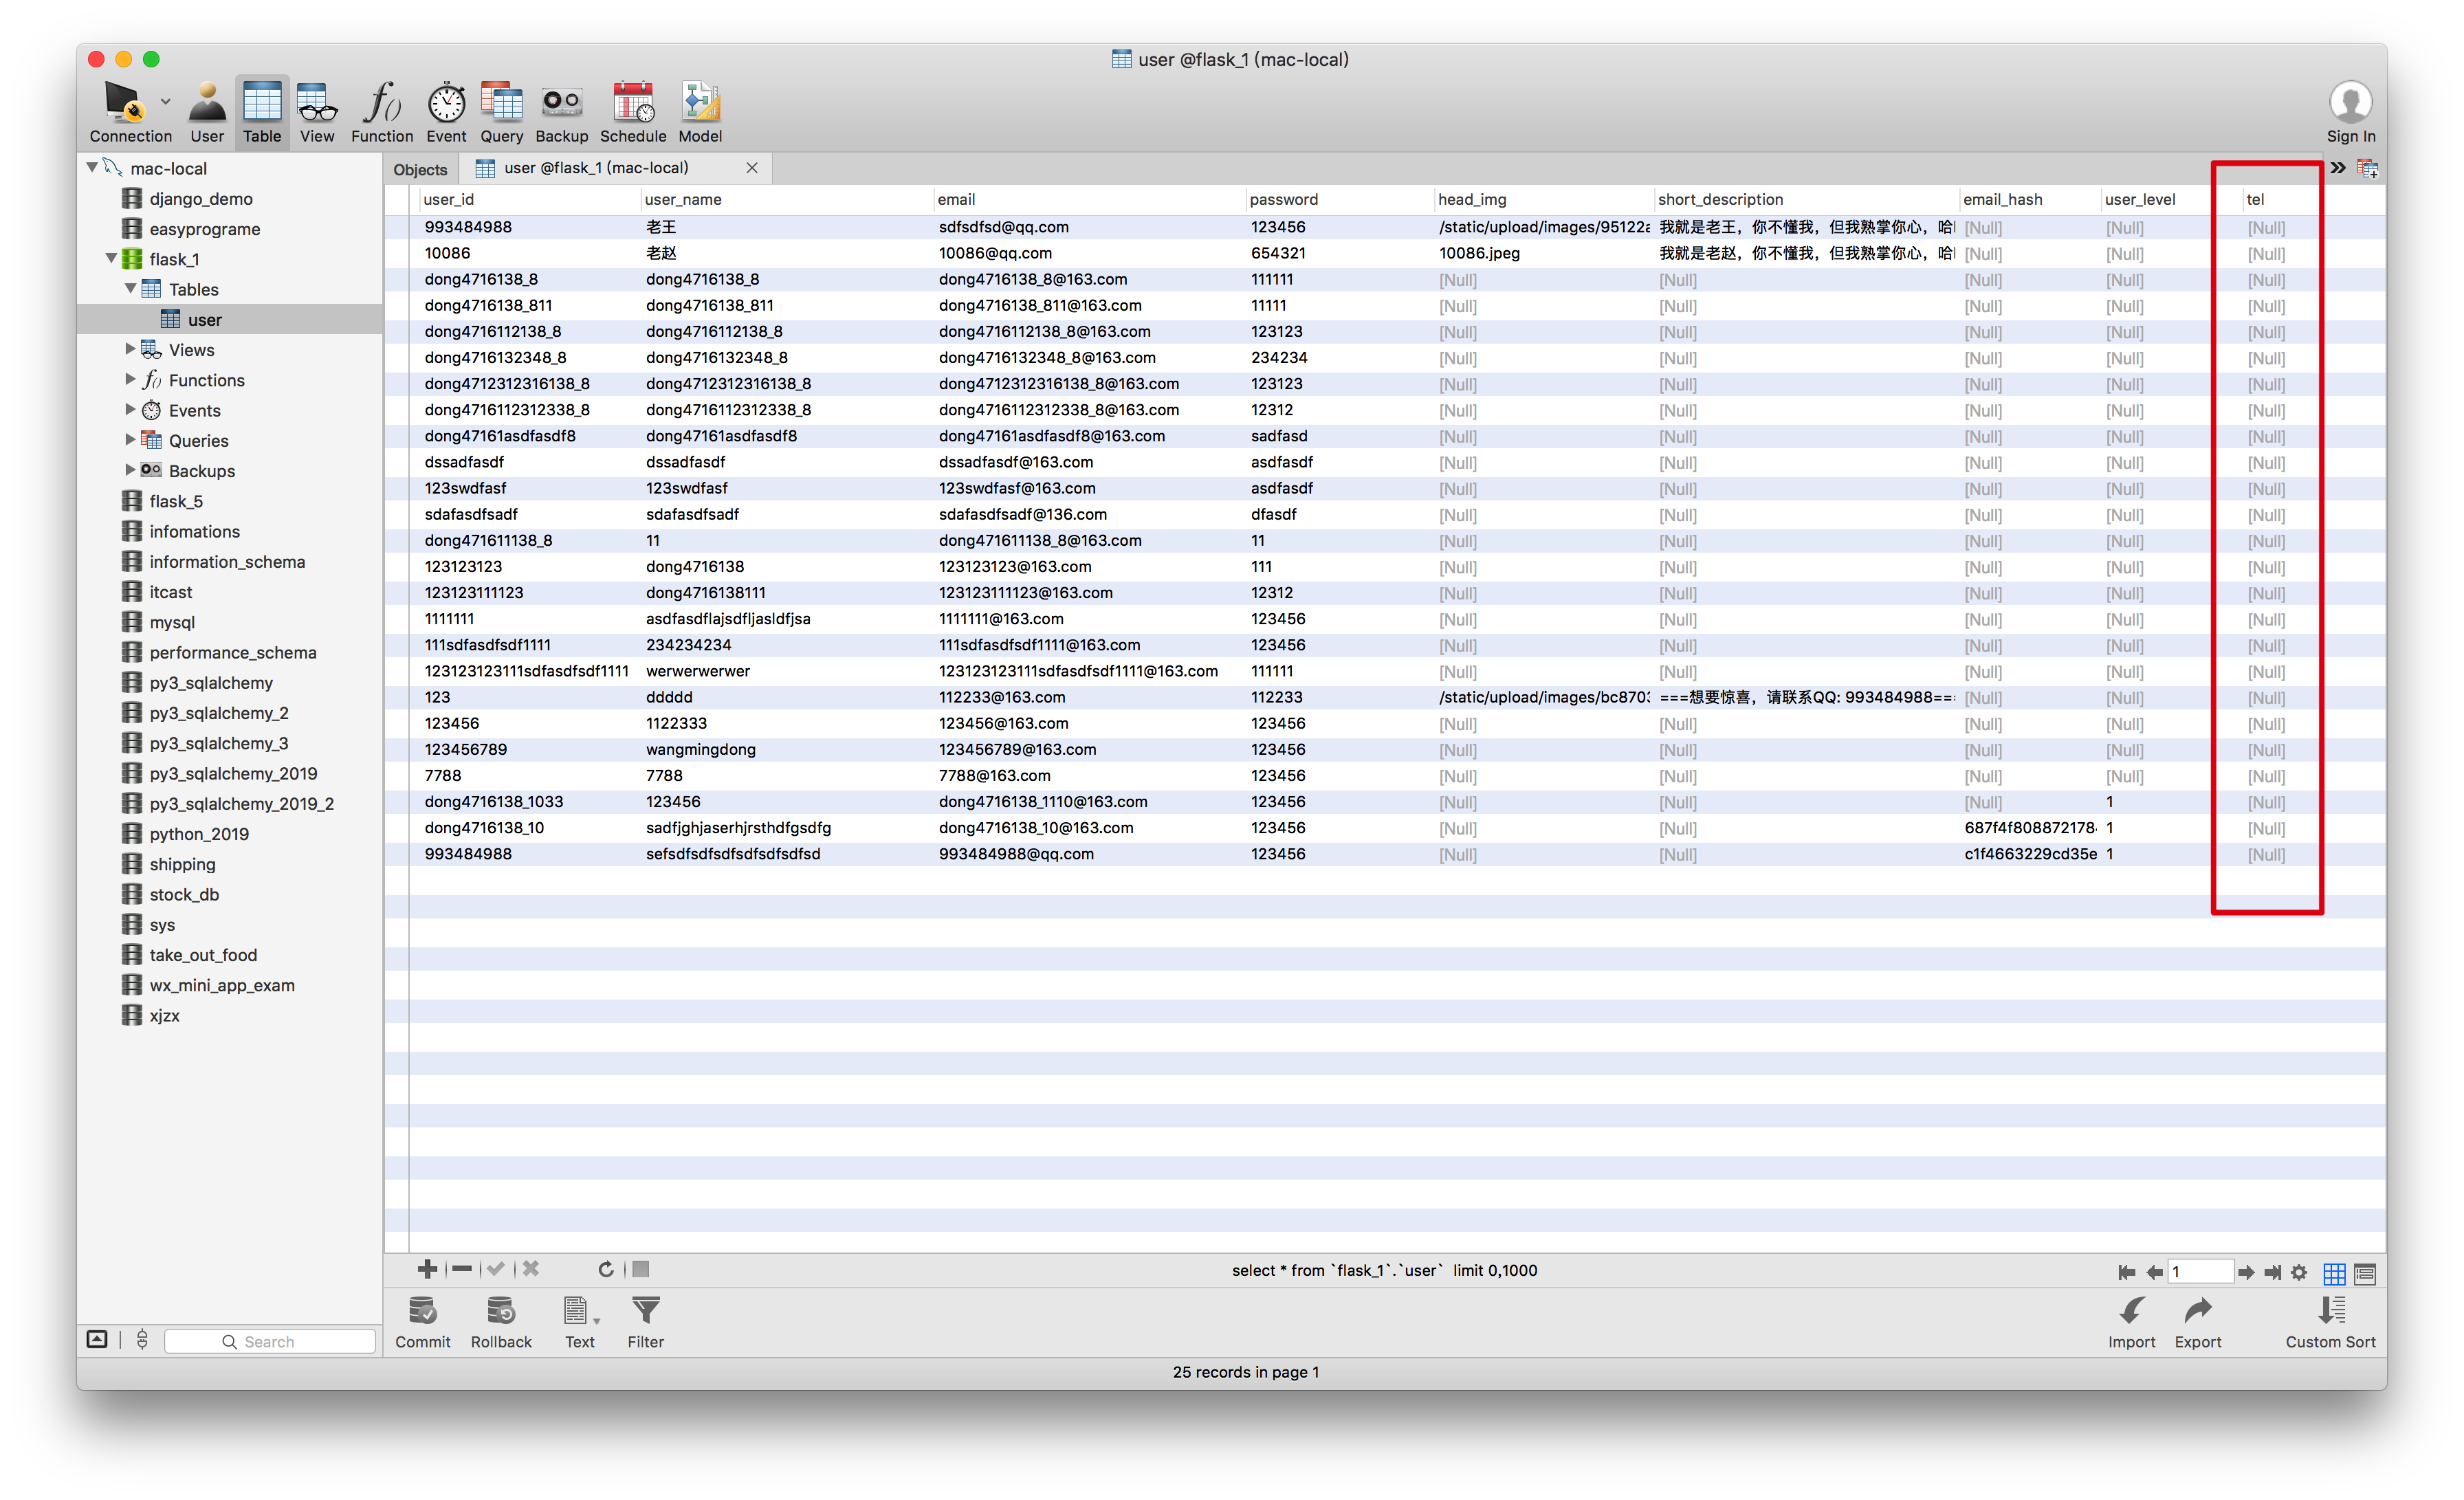 user @flask_1 (mac-local)
Connection User Table View Function Event Query Backup Schedule Model Sign In
mac-local
django_demo
easyprograme
flask_1
Tables
user
Views
Functions
Events
Queries
Backups
flask_5
infomations
information_schema
itcast
mysql
performance_schema
py3_sqlalchemy
py3_sqlalchemy_2
py3_sqlalchemy_3
py3_sqlalchemy_2019
py3_sqlalchemy_2019_2
python_2019
shipping
stock_db
sys
take_out_food
wx_mini_app_exam
xjzx
Search
Objects user @flask_1 (mac-local)
user_id user_name email password head_img short_description email_hash user_level tel
993484988 老王 sdfsdfsd@qq.com 123456 /static/upload/images/95122a 我就是老王，你不懂我，但我熟掌你心，哈 [Null] [Null] [Null]
10086 老赵 10086@qq.com 654321 10086.jpeg 我就是老赵，你不懂我，但我熟掌你心，哈 [Null] [Null] [Null]
dong4716138_8 dong4716138_8 dong4716138_8@163.com 111111 [Null] [Null] [Null] [Null] [Null]
dong4716138_811 dong4716138_811 dong4716138_811@163.com 11111 [Null] [Null] [Null] [Null] [Null]
dong4716112138_8 dong4716112138_8 dong4716112138_8@163.com 123123 [Null] [Null] [Null] [Null] [Null]
dong4716132348_8 dong4716132348_8 dong4716132348_8@163.com 234234 [Null] [Null] [Null] [Null] [Null]
dong4712312316138_8 dong4712312316138_8 dong4712312316138_8@163.com 123123 [Null] [Null] [Null] [Null] [Null]
dong4716112312338_8 dong4716112312338_8 dong4716112312338_8@163.com 12312 [Null] [Null] [Null] [Null] [Null]
dong47161asdfasdf8 dong47161asdfasdf8 dong47161asdfasdf8@163.com sadfasd [Null] [Null] [Null] [Null] [Null]
dssadfasdf dssadfasdf dssadfasdf@163.com asdfasdf [Null] [Null] [Null] [Null] [Null]
123swdfasf 123swdfasf 123swdfasf@163.com asdfasdf [Null] [Null] [Null] [Null] [Null]
sdafasdfsadf sdafasdfsadf sdafasdfsadf@136.com dfasdf [Null] [Null] [Null] [Null] [Null]
dong471611138_8 11 dong471611138_8@163.com 11 [Null] [Null] [Null] [Null] [Null]
123123123 dong4716138 123123123@163.com 111 [Null] [Null] [Null] [Null] [Null]
123123111123 dong4716138111 123123111123@163.com 12312 [Null] [Null] [Null] [Null] [Null]
1111111 asdfasdflajsdfljasldfjsa 1111111@163.com 123456 [Null] [Null] [Null] [Null] [Null]
111sdfasdfsdf1111 234234234 111sdfasdfsdf1111@163.com 123456 [Null] [Null] [Null] [Null] [Null]
123123123111sdfasdfsdf1111 werwerwerwer 123123123111sdfasdfsdf1111@163.com 111111 [Null] [Null] [Null] [Null] [Null]
123 ddddd 112233@163.com 112233 /static/upload/images/bc8703 ===想要惊喜，请联系QQ: 993484988== [Null] [Null] [Null]
123456 1122333 123456@163.com 123456 [Null] [Null] [Null] [Null] [Null]
123456789 wangmingdong 123456789@163.com 123456 [Null] [Null] [Null] [Null] [Null]
7788 7788 7788@163.com 123456 [Null] [Null] [Null] [Null] [Null]
dong4716138_1033 123456 dong4716138_1110@163.com 123456 [Null] [Null] [Null] 1 [Null]
dong4716138_10 sadfjghjaserhjrsthdfgsdfg dong4716138_10@163.com 123456 [Null] [Null] 687f4f808872178 1 [Null]
993484988 sefsdfsdfsdfsdfsdfsdfsd 993484988@qq.com 123456 [Null] [Null] c1f4663229cd35e 1 [Null]
select * from `flask_1`.`user` limit 0,1000
1
Commit Rollback Text Filter Import Export Custom Sort
25 records in page 1